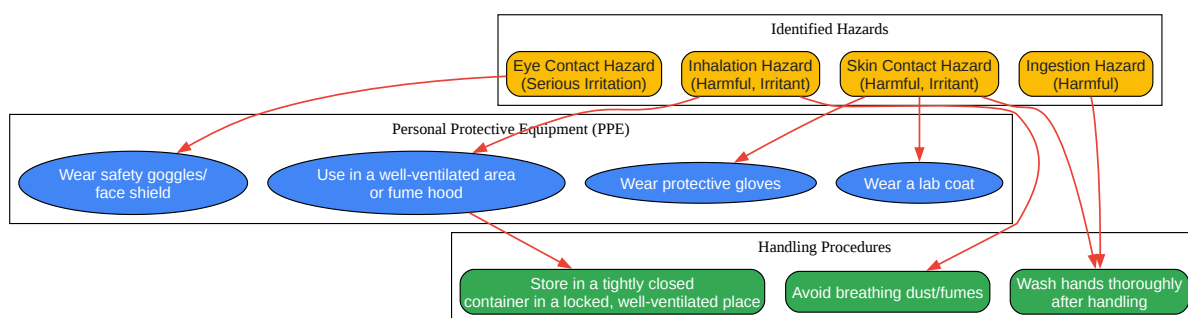 Identified Hazards
Eye Contact Hazard
(Serious Irritation)
Inhalation Hazard
(Harmful, Irritant)
Skin Contact Hazard
(Harmful, Irritant)
Ingestion Hazard
(Harmful)
Personal Protective Equipment (PPE)
Wear safety goggles/
face shield
Use in a well-ventilated area
or fume hood
Wear protective gloves
Wear a lab coat
Handling Procedures
Store in a tightly closed
container in a locked, well-ventilated place
Avoid breathing dust/fumes
Wash hands thoroughly
after handling